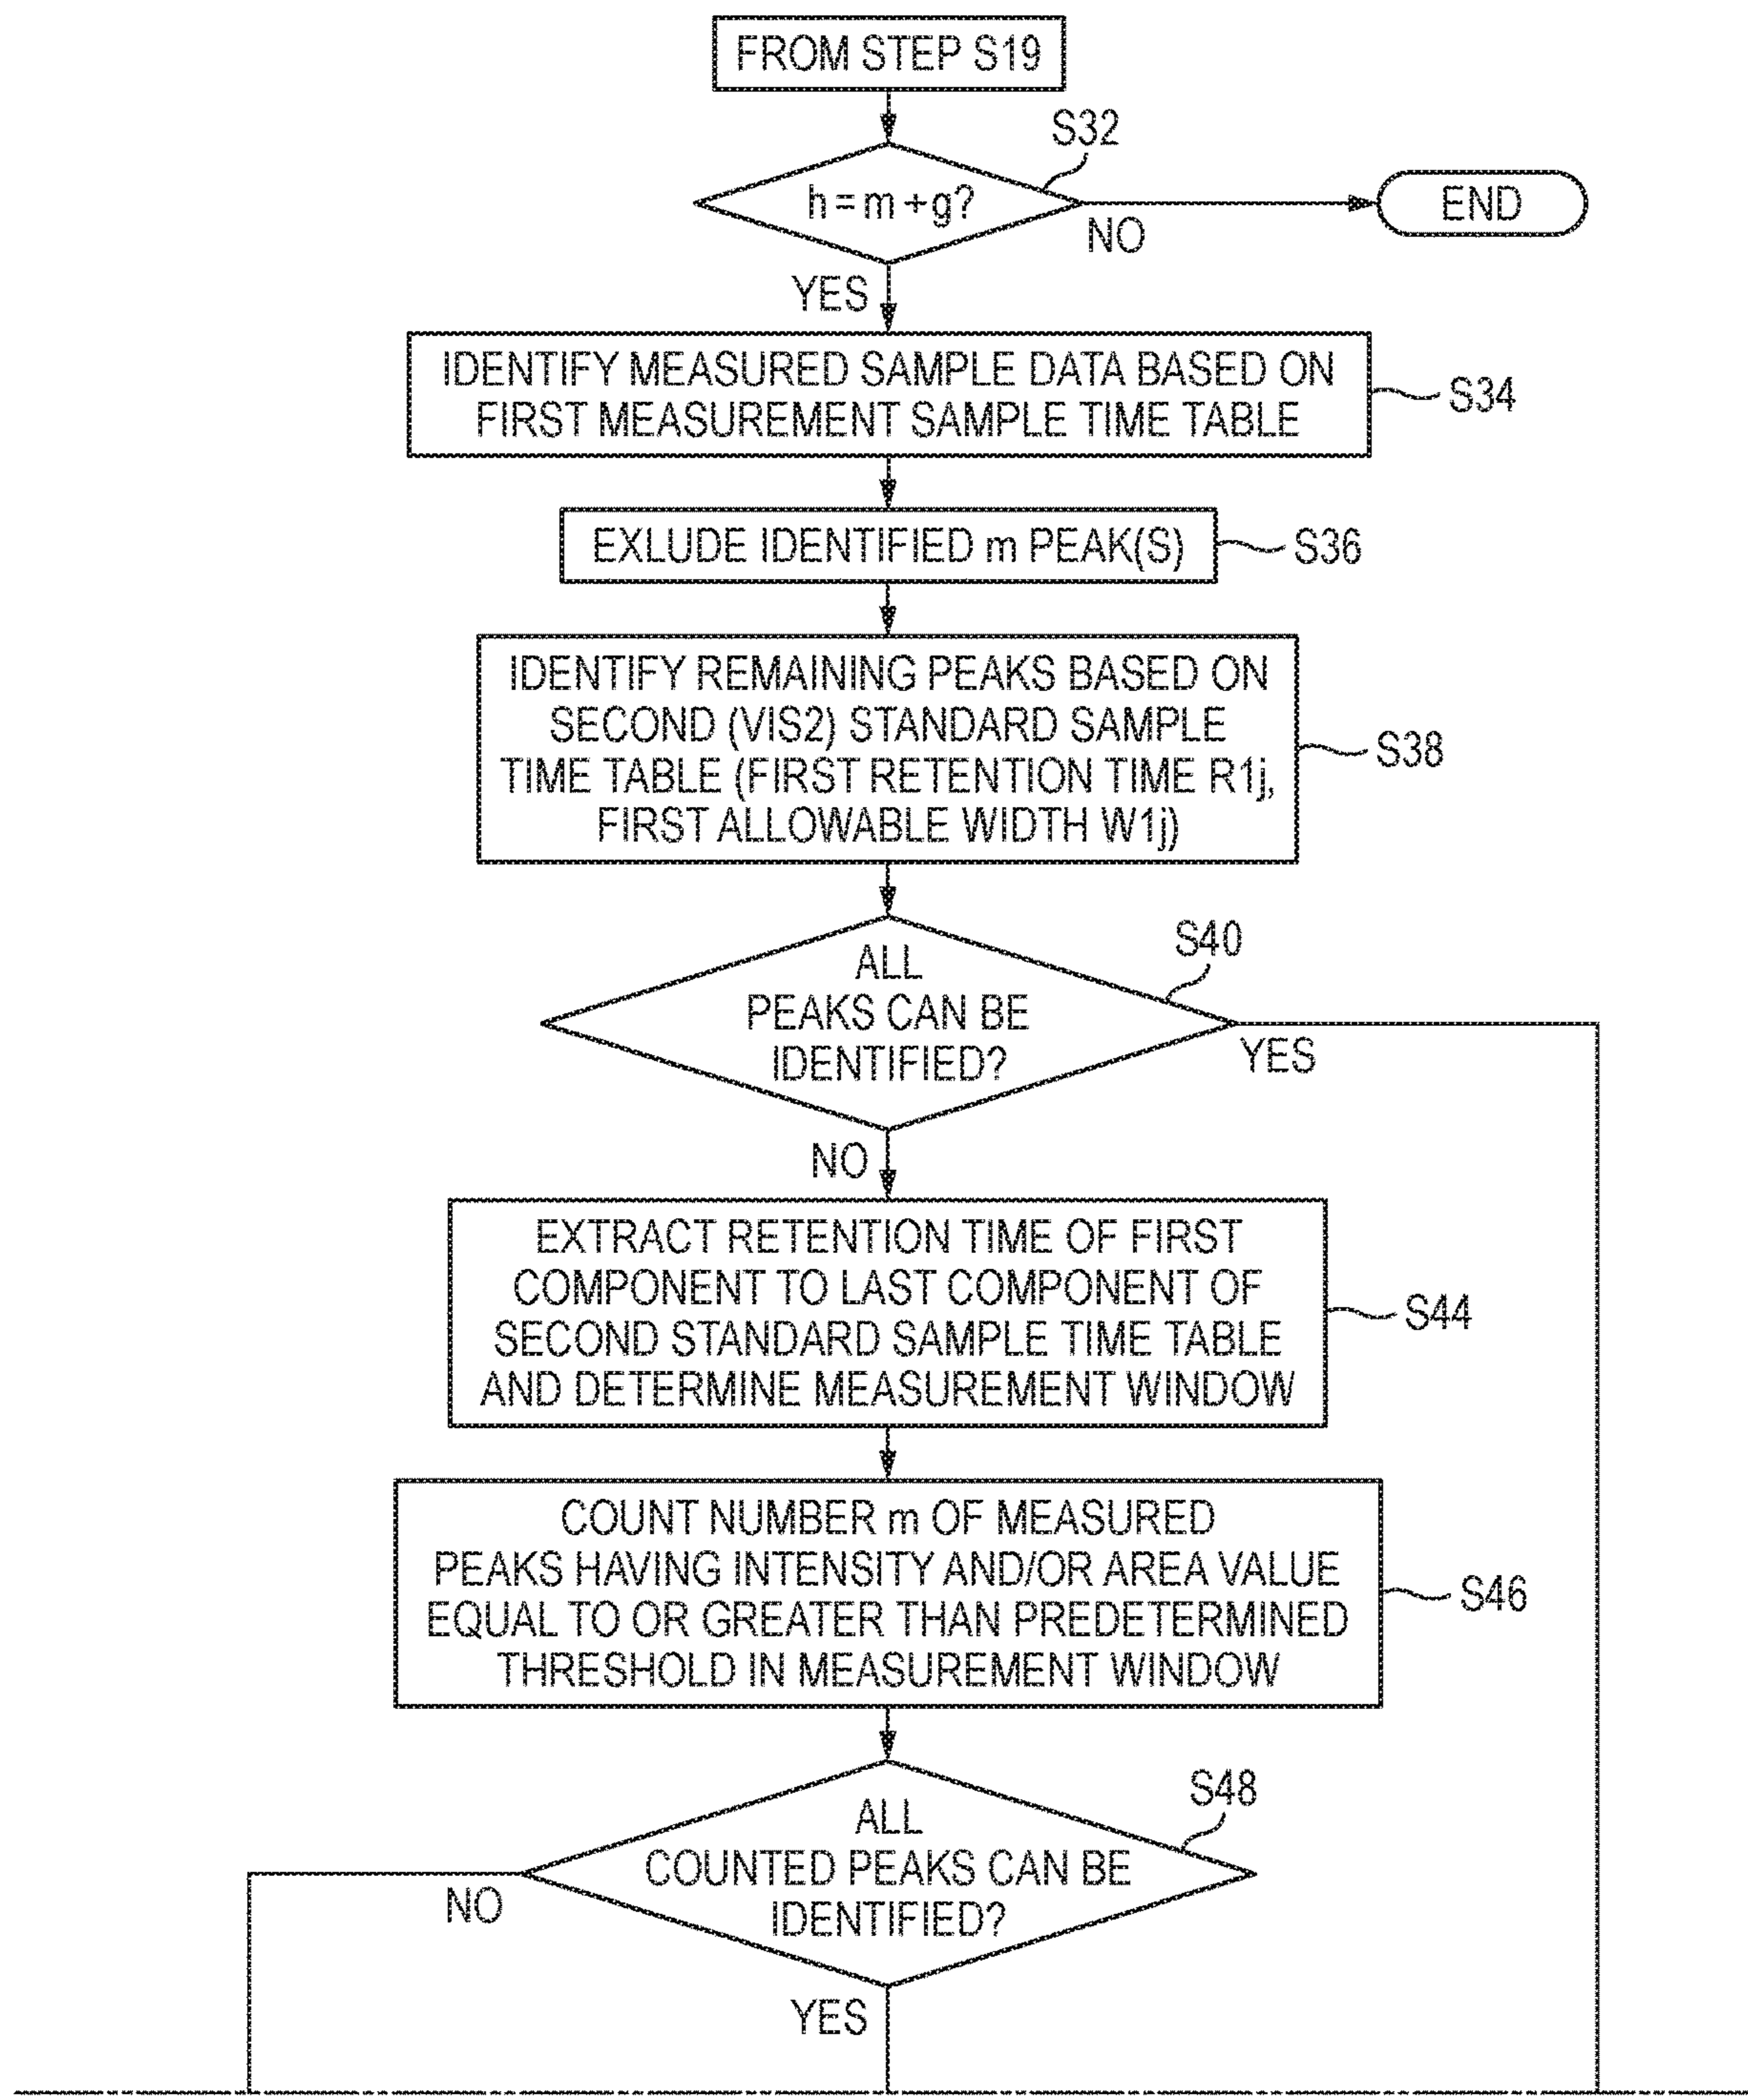 FROM STEP S19
S32
h = m + g?
NO
END
YES
IDENTIFY MEASURED SAMPLE DATA BASED ON
FIRST MEASUREMENT SAMPLE TIME TABLE
S34
EXLUDE IDENTIFIED m PEAK(S)
S36
IDENTIFY REMAINING PEAKS BASED ON
SECOND (VIS2) STANDARD SAMPLE
TIME TABLE (FIRST RETENTION TIME R1j,
FIRST ALLOWABLE WIDTH W1j)
S38
S40
ALL
PEAKS CAN BE
IDENTIFIED?
YES
NO
EXTRACT RETENTION TIME OF FIRST
COMPONENT TO LAST COMPONENT OF
SECOND STANDARD SAMPLE TIME TABLE
AND DETERMINE MEASUREMENT WINDOW
S44
COUNT NUMBER m OF MEASURED
PEAKS HAVING INTENSITY AND/OR AREA VALUE
EQUAL TO OR GREATER THAN PREDETERMINED
THRESHOLD IN MEASUREMENT WINDOW
S46
S48
ALL
COUNTED PEAKS CAN BE
IDENTIFIED?
NO
YES